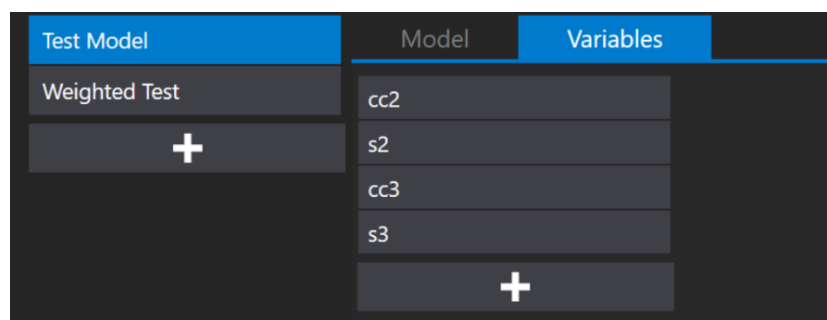 Test Model
Weighted Test
Model
Variables
cc2
s2
cc3
s3